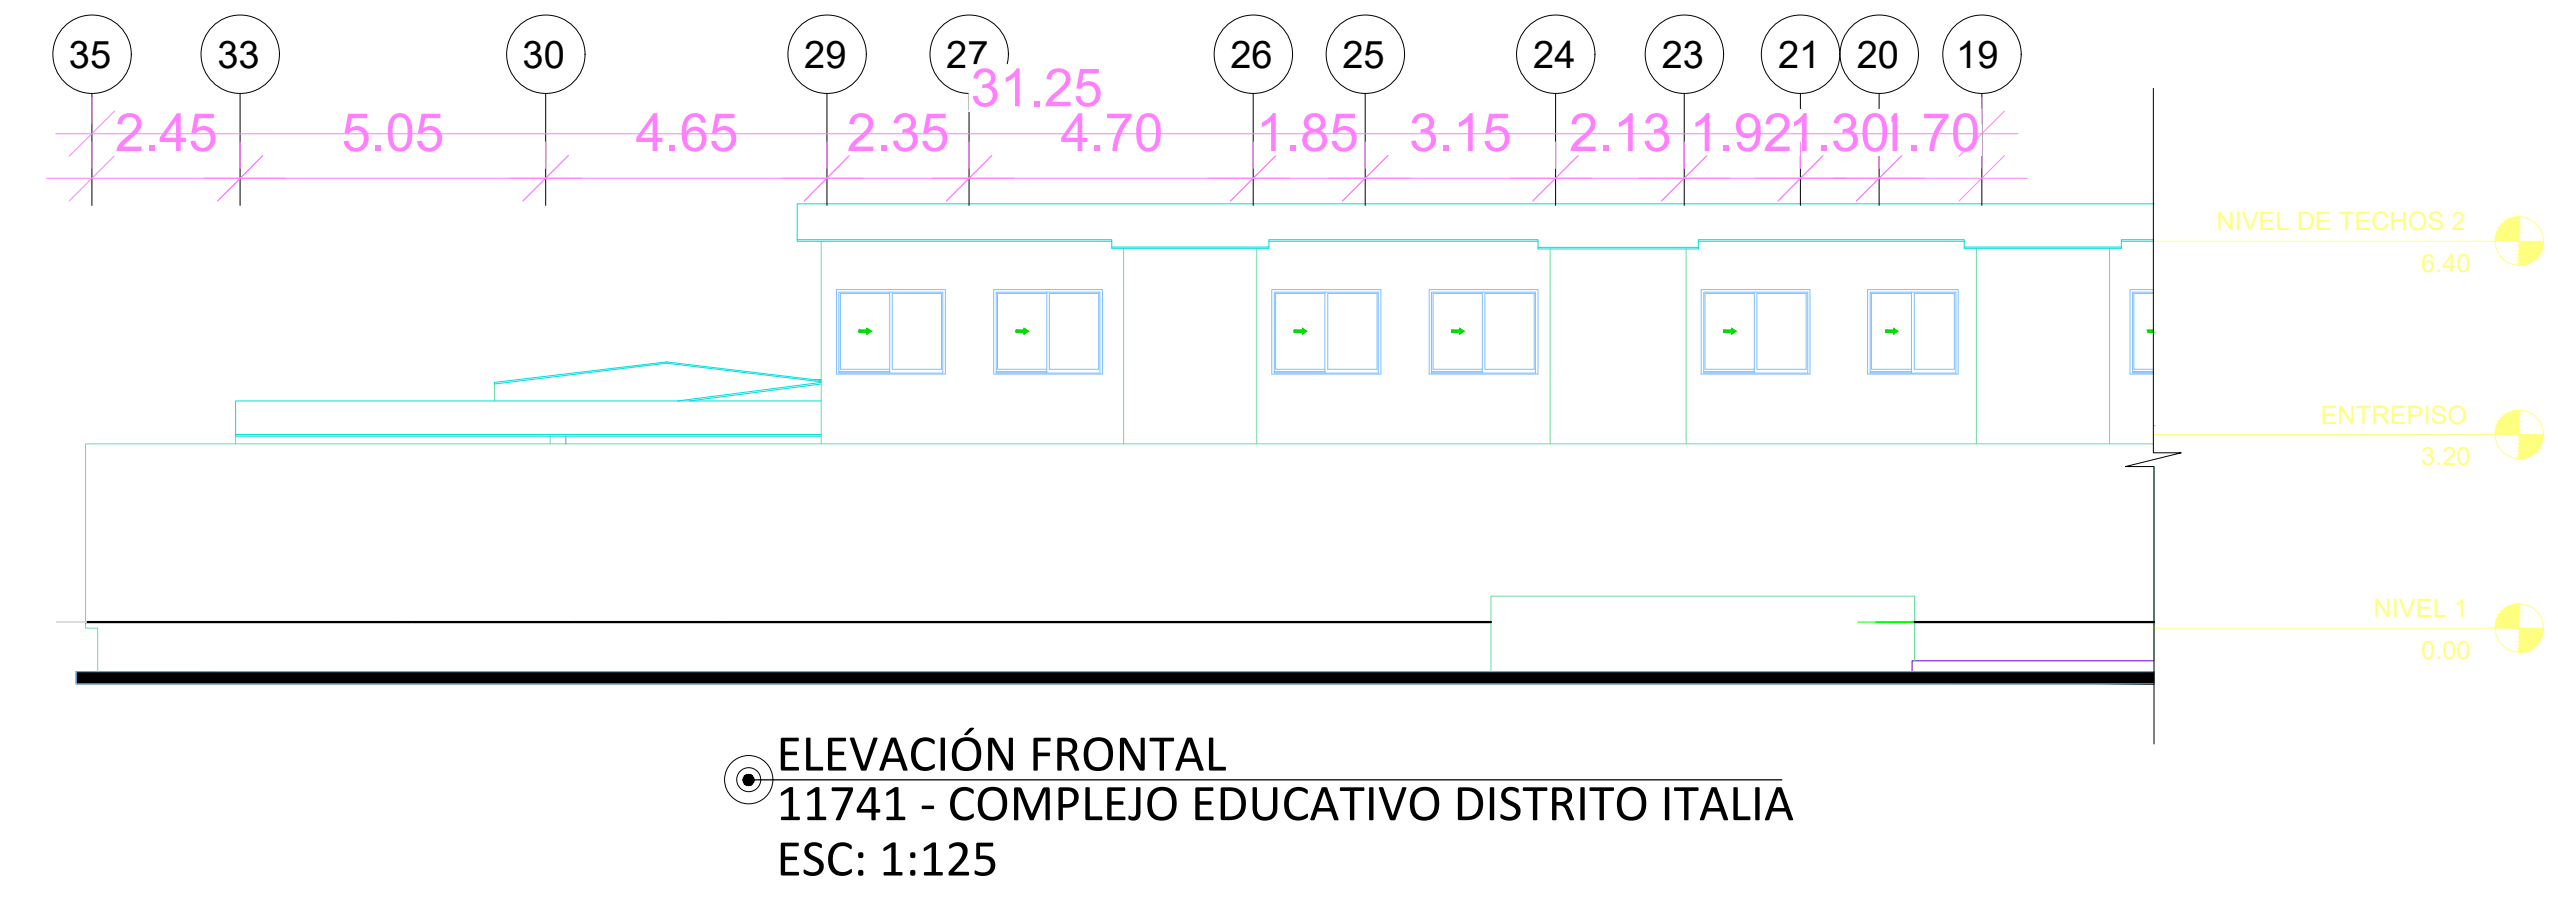 35 33 30 29 27 26 25 24 23 21 20 19
31.25
2.45 5.05 4.65 2.35 4.70 1.85 3.15 2.13 1.92 1.30 1.70
NIVEL DE TECHOS 2
6.40
ENTREPISO
3.20
NIVEL 1
0.00
ELEVACIÓN FRONTAL
11741 - COMPLEJO EDUCATIVO DISTRITO ITALIA
ESC: 1:125